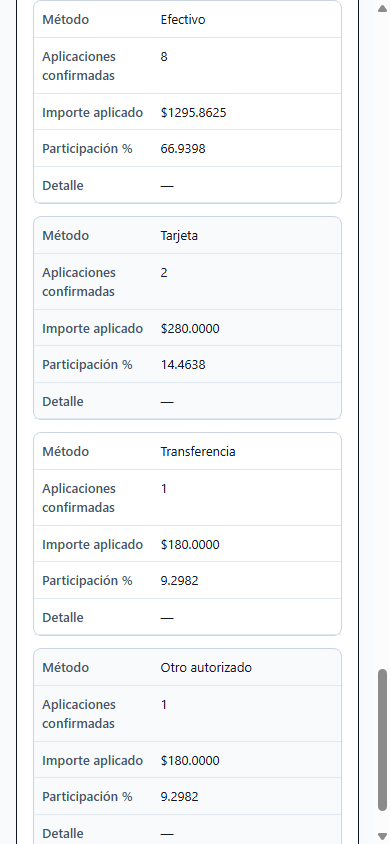 Método Efectivo
Aplicaciones confirmadas 8
Importe aplicado $1295.8625
Participación % 66.9398
Detalle —
Método Tarjeta
Aplicaciones confirmadas 2
Importe aplicado $280.0000
Participación % 14.4638
Detalle —
Método Transferencia
Aplicaciones confirmadas 1
Importe aplicado $180.0000
Participación % 9.2982
Detalle —
Método Otro autorizado
Aplicaciones confirmadas 1
Importe aplicado $180.0000
Participación % 9.2982
Detalle —